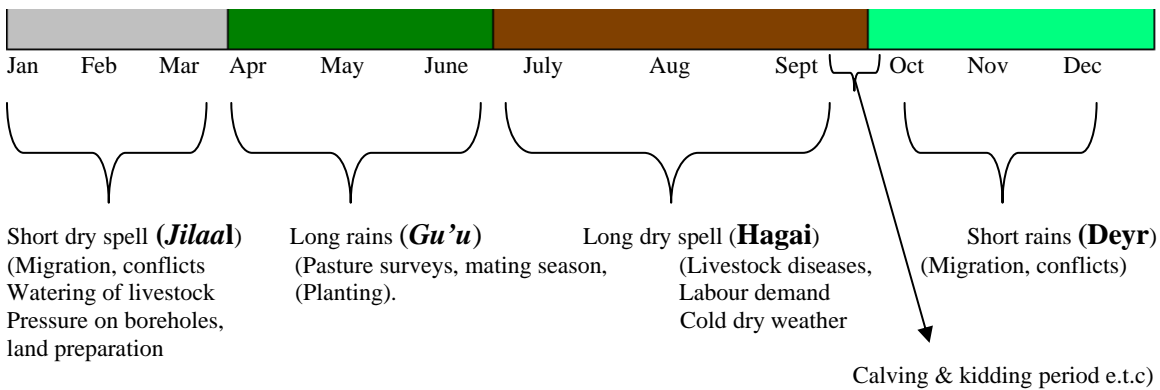 Jan Feb Mar Apr May June July Aug Sept Oct Nov Dec
Short dry spell (Jilaal)
(Migration, conflicts
Watering of livestock
Pressure on boreholes,
land preparation
Long rains (Gu’u)
(Pasture surveys, mating season,
(Planting).
Long dry spell (Hagai)
(Livestock diseases,
Labour demand
Cold dry weather
Short rains (Deyr)
(Migration, conflicts)
Calving & kidding period e.t.c)